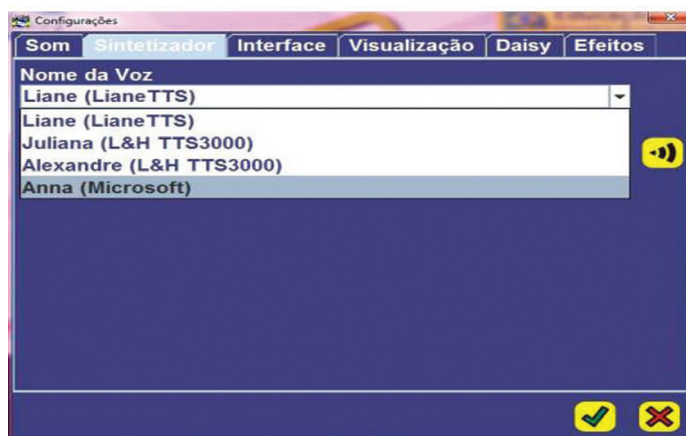 Configurações
Som Sintetizador Interface Visualização Daisy Efeitos
Nome da Voz
Liane (LianeTTS)
Liane (LianeTTS)
Juliana (L&H TTS3000)
Alexandre (L&H TTS3000)
Anna (Microsoft)